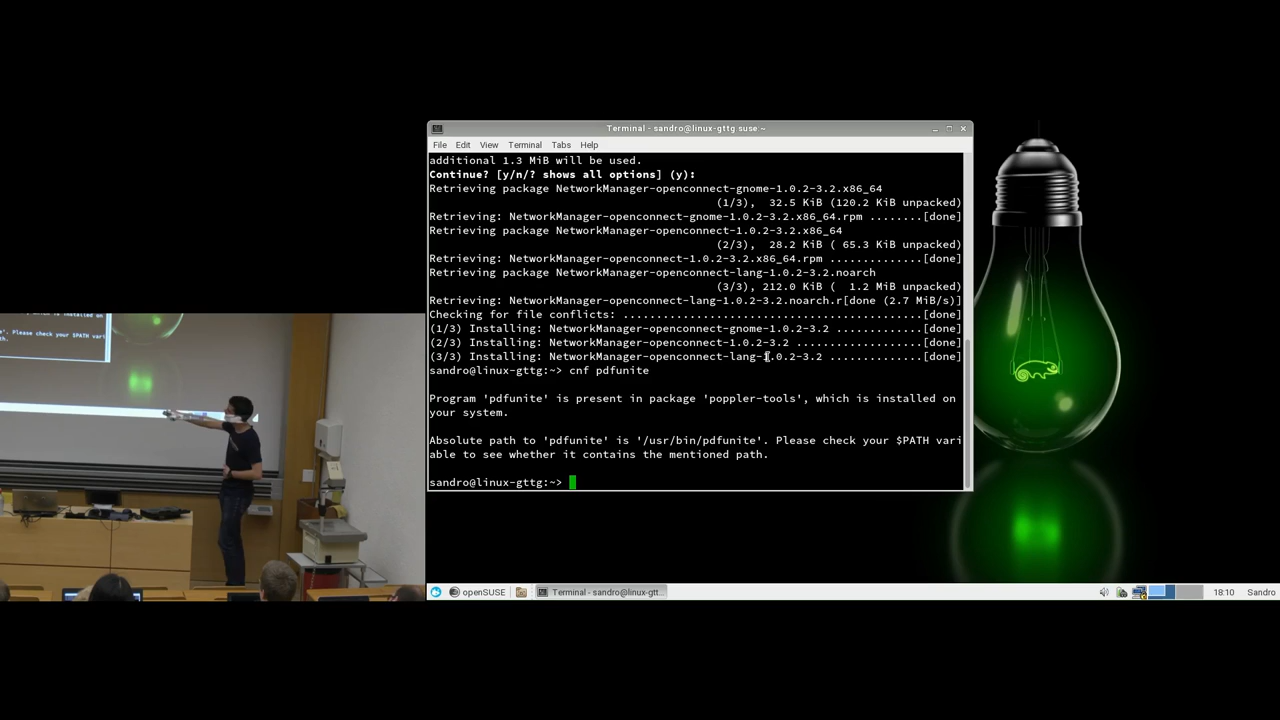 Terminal - sandro@linux-gttg:suse:~
File Edit View Terminal Tabs Help
additional 1.3 MiB will be used.
Continue? [y/n/? shows all options] (y):
Retrieving package NetworkManager-openconnect-gnome-1.0.2-3.2.x86_64
(1/3),  32.5 KiB (120.2 KiB unpacked)
Retrieving: NetworkManager-openconnect-gnome-1.0.2-3.2.x86_64.rpm ........[done]
Retrieving package NetworkManager-openconnect-1.0.2-3.2.x86_64
(2/3),  28.2 KiB ( 65.3 KiB unpacked)
Retrieving: NetworkManager-openconnect-1.0.2-3.2.x86_64.rpm ..............[done]
Retrieving package NetworkManager-openconnect-lang-1.0.2-3.2.noarch
(3/3), 212.0 KiB (  1.2 MiB unpacked)
Retrieving: NetworkManager-openconnect-lang-1.0.2-3.2.noarch.r[done (2.7 MiB/s)]
Checking for file conflicts: .............................................[done]
(1/3) Installing: NetworkManager-openconnect-gnome-1.0.2-3.2 .............[done]
(2/3) Installing: NetworkManager-openconnect-1.0.2-3.2 ...................[done]
(3/3) Installing: NetworkManager-openconnect-lang-1.0.2-3.2 ..............[done]
sandro@linux-gttg:~> cnf pdfunite
Program 'pdfunite' is present in package 'poppler-tools', which is installed on
your system.
Absolute path to 'pdfunite' is '/usr/bin/pdfunite'. Please check your $PATH vari
able to see whether it contains the mentioned path.
sandro@linux-gttg:~>
openSUSE Terminal - sandro@linux-gtt... 18:10 Sandro
which is installed on
Please check your $PATH vari